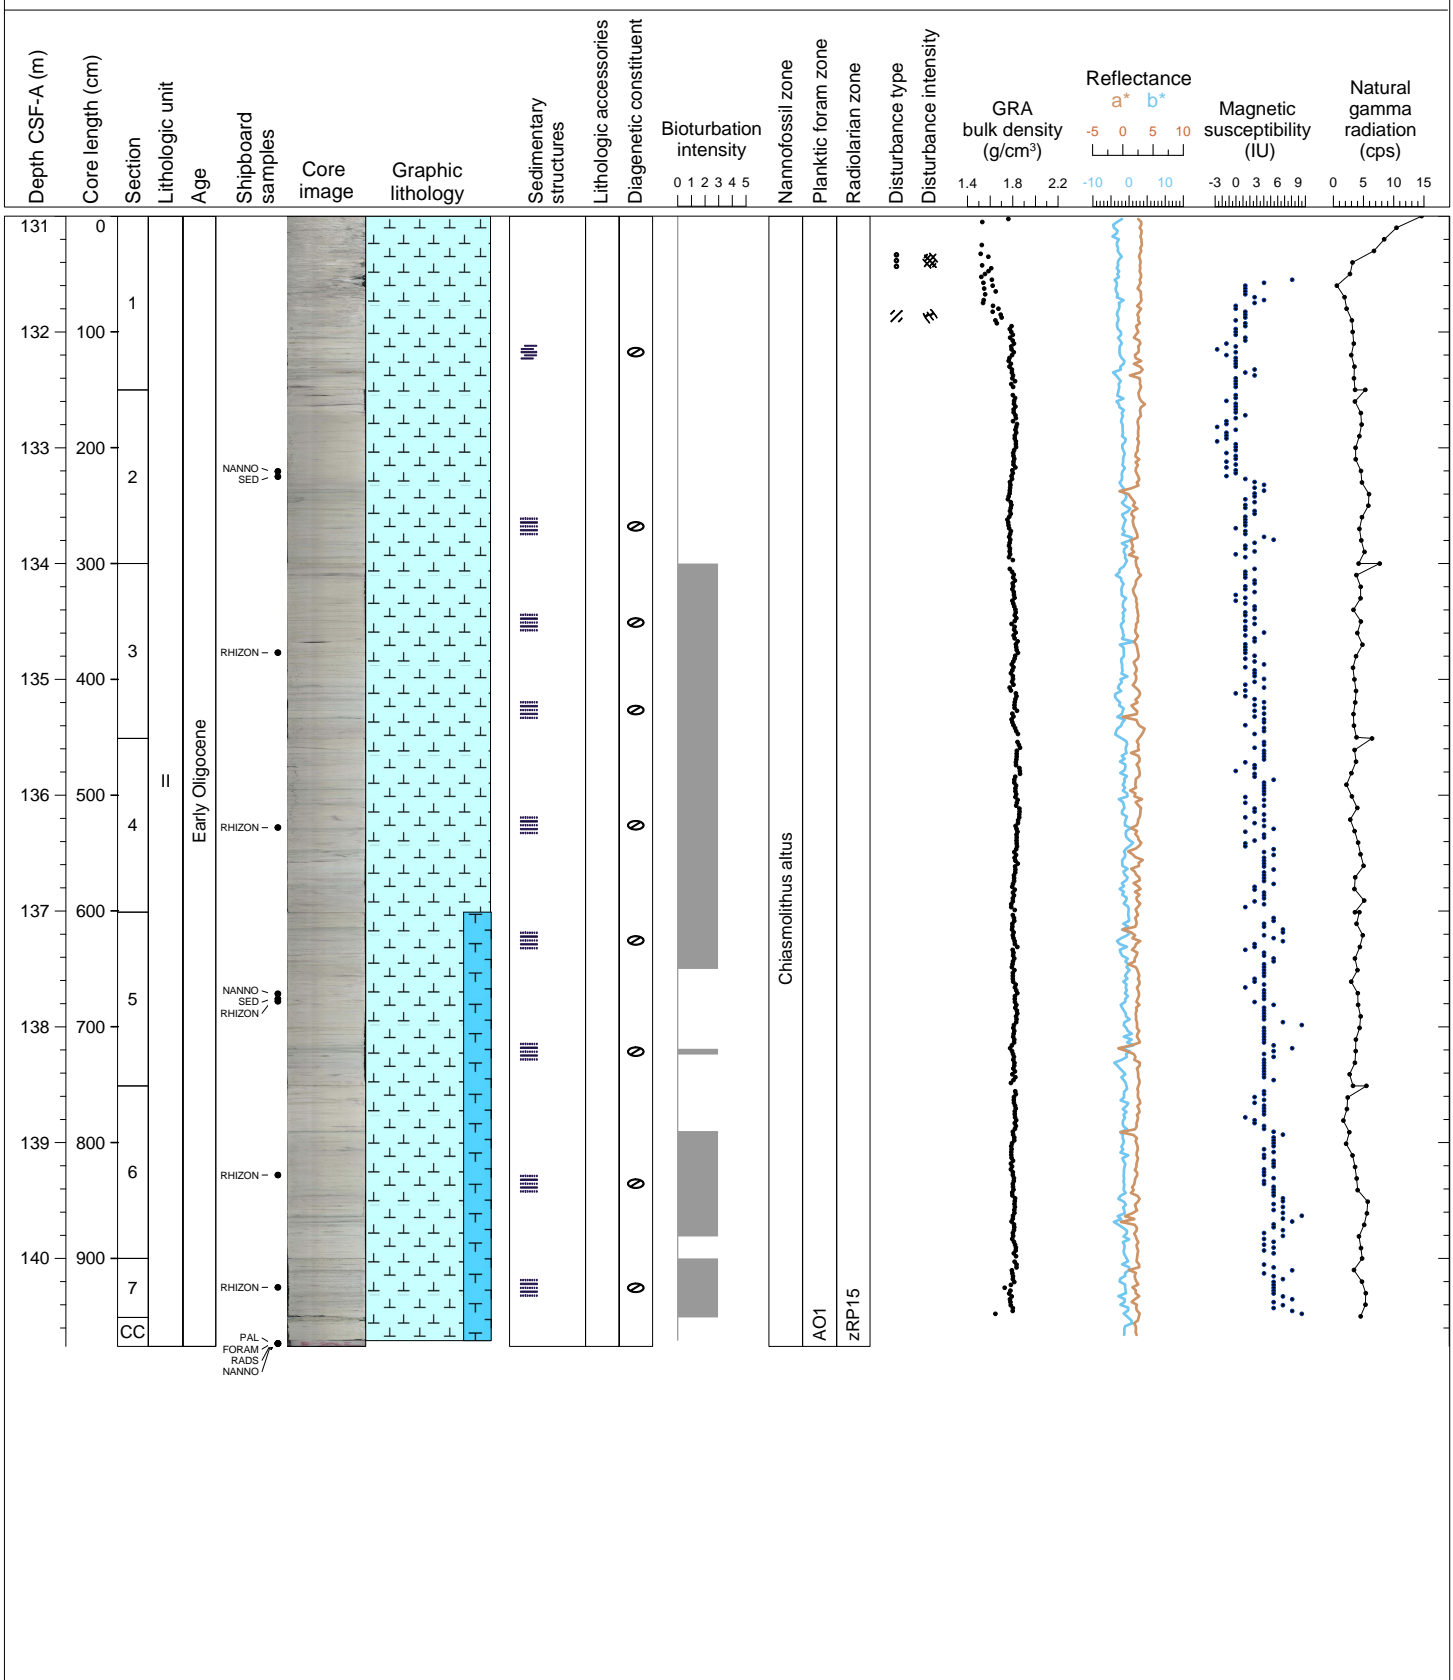 Depth CSF-A (m)
Core length (cm)
Section
Lithologic unit
Age
Shipboard
samples
Core
image
Graphic
lithology
Sedimentary
structures
Lithologic accessories
Diagenetic constituent
Bioturbation
intensity
0 1 2 3 4 5
Nannofossil zone
Planktic foram zone
Radiolarian zone
Disturbance type
Disturbance intensity
GRA
bulk density
(g/cm³)
1.4 1.8 2.2
Reflectance
a* b*
-5 0 5 10
-10 0 10
Magnetic
susceptibility
(IU)
-3 0 3 6 9
Natural
gamma
radiation
(cps)
0 5 10 15
131 0
1
132 100
NANNO
SED
133 200
2
134 300
RHIZON
3
135 400
Early Oligocene
II
136 500
RHIZON
4
Chiasmolithus altus
137 600
NANNO
SED
RHIZON
5
138 700
139 800
RHIZON
6
140 900
RHIZON
7
CC
AO1
zRP15
PAL
FORAM
RADS
NANNO